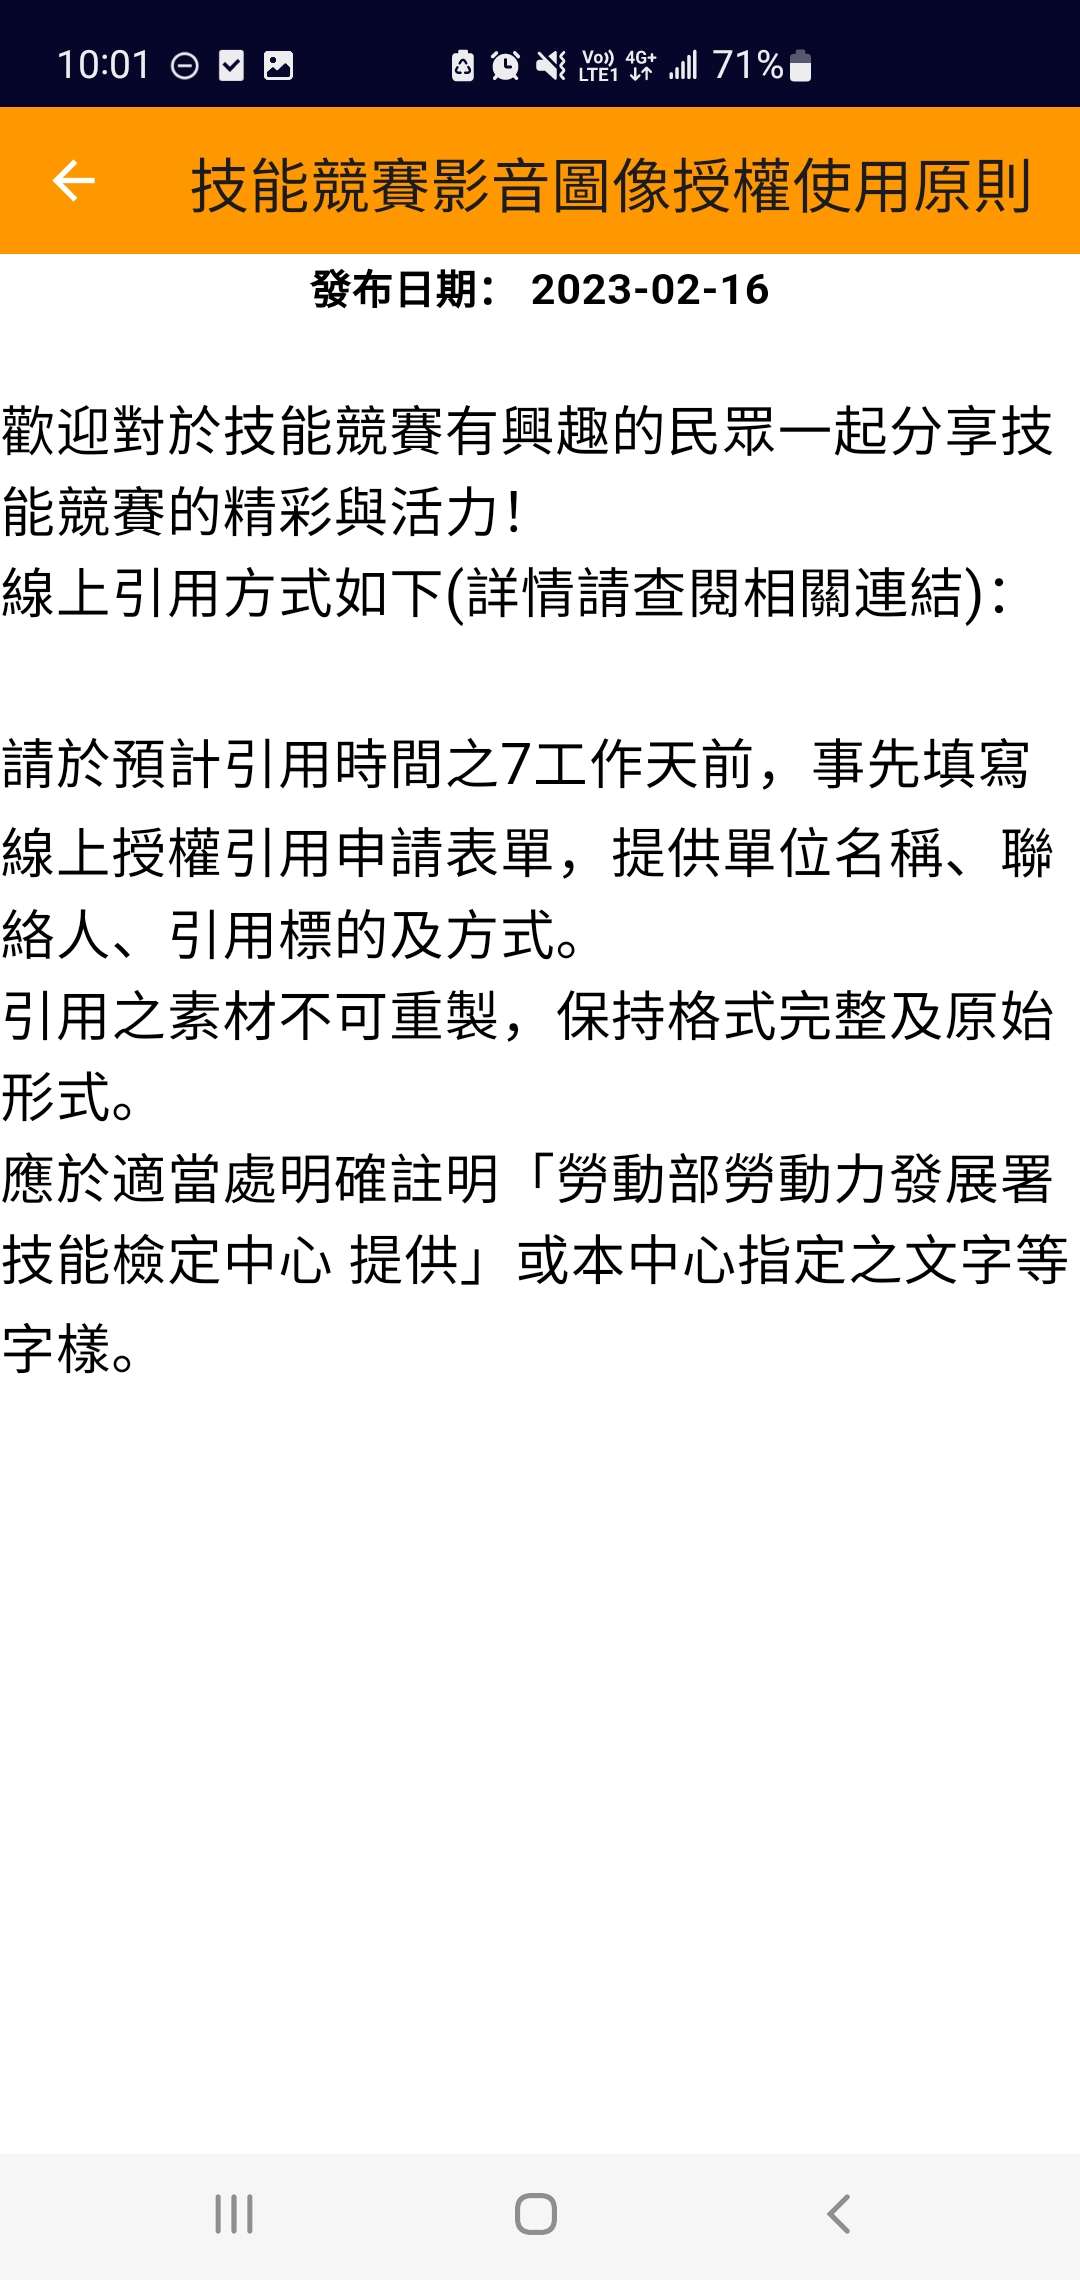 10:01 Vo)) LTE1 4G+ 71%
技能競賽影音圖像授權使用原則
發布日期： 2023-02-16
歡迎對於技能競賽有興趣的民眾一起分享技
能競賽的精彩與活力！
線上引用方式如下(詳情請查閱相關連結)：
請於預計引用時間之7工作天前，事先填寫
線上授權引用申請表單，提供單位名稱、聯
絡人、引用標的及方式。
引用之素材不可重製，保持格式完整及原始
形式。
應於適當處明確註明「勞動部勞動力發展署
技能檢定中心 提供」或本中心指定之文字等
字樣。